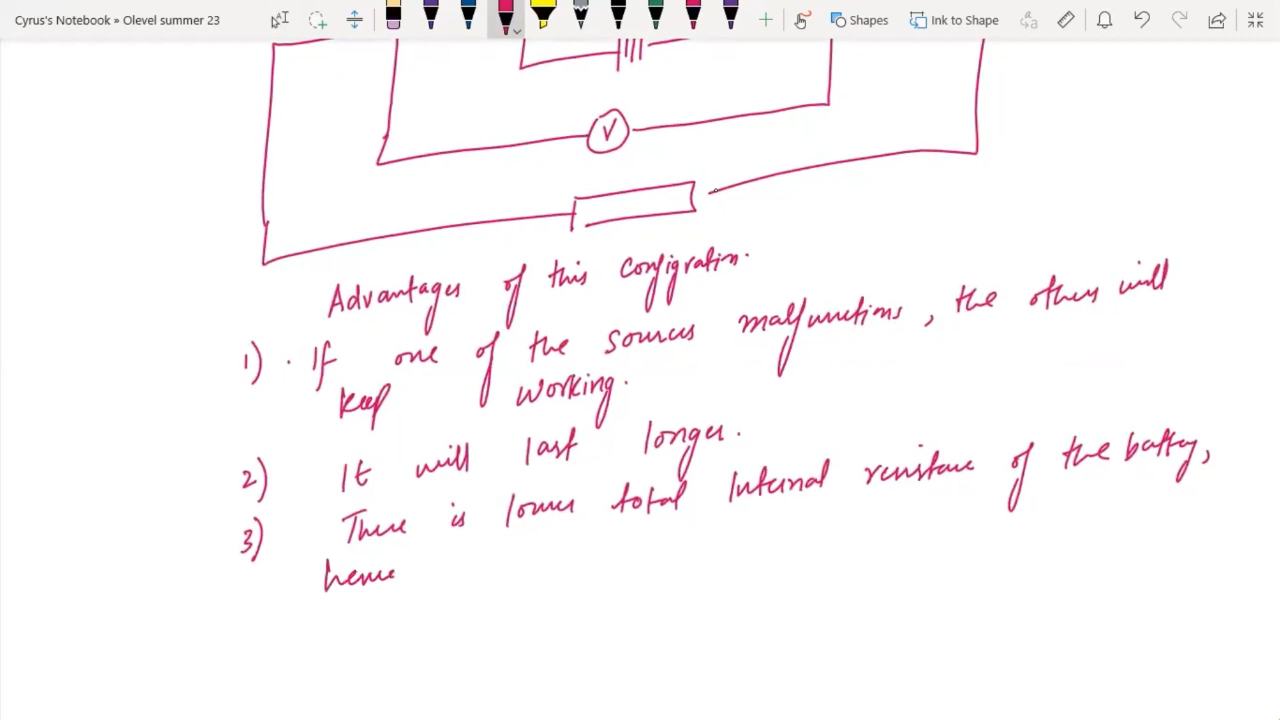 Cyrus's Notebook » Olevel summer 23
Shapes
Ink to Shape
V
Advantages of this configration.
1) . If one of the sources malfunctions, the others will
keep working.
2) It will last longer.
3) There is lower total Internal resistance of the battery,
hence